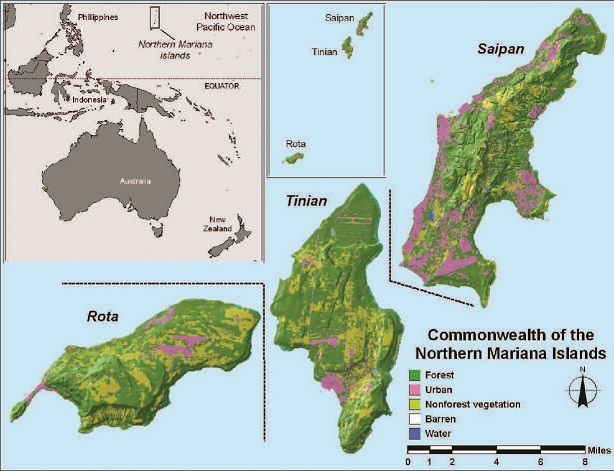 Philippines
Northwest
Pacific Ocean
Northern Mariana
islands
EQUATOR
Indonesia
Australia
New
Zealand
Saipan
Tinian
Rota
Saipan
Tinian
Rota
Commonwealth of the
Northern Mariana Islands
Forest
Urban
Nonforest vegetation
Barren
Water
N
Miles
0 1 2 4 6 8